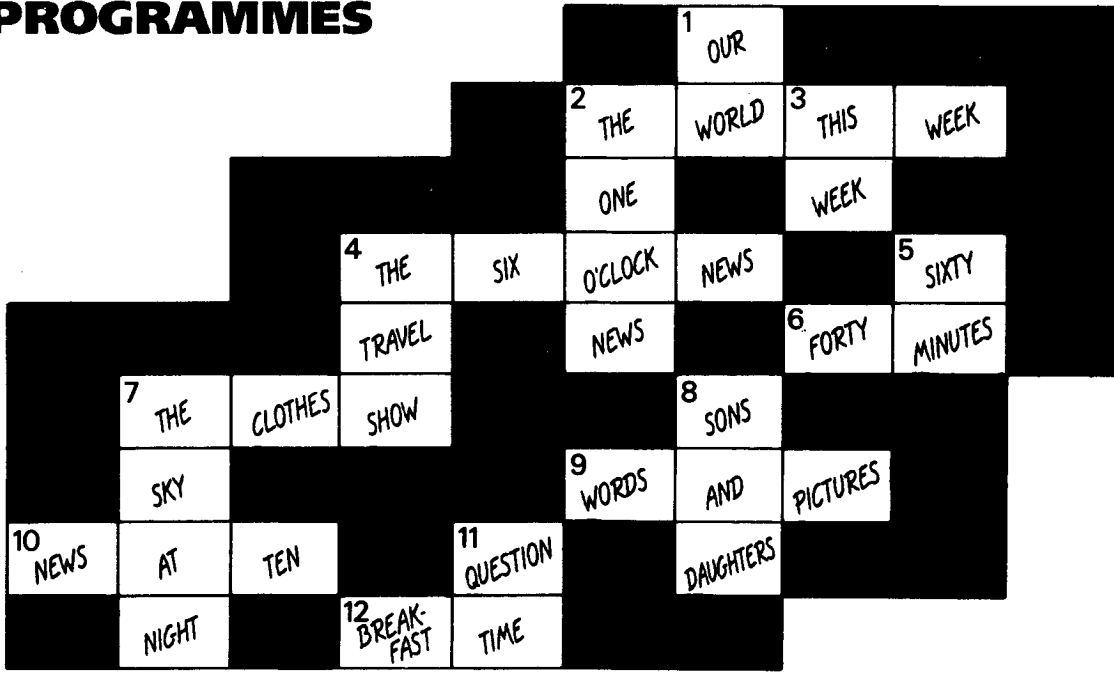 PROGRAMMES
1 OUR
2 THE WORLD 3 THIS WEEK
ONE WEEK
4 THE SIX O'CLOCK NEWS 5 SIXTY
TRAVEL NEWS 6 FORTY MINUTES
7 THE CLOTHES SHOW 8 SONS
SKY 9 WORDS AND PICTURES
10 NEWS AT TEN 11 QUESTION DAUGHTERS
NIGHT 12 BREAK-
FAST TIME